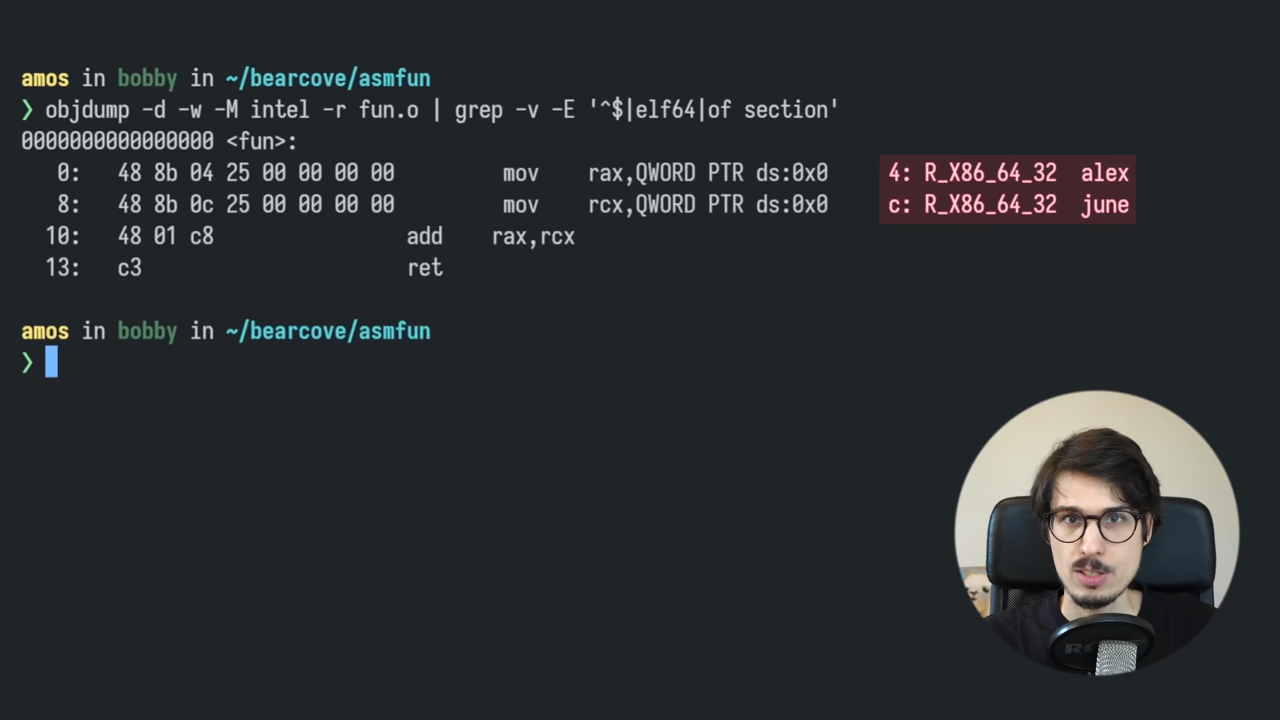 amos in bobby in ~/bearcove/asmfun
❯ objdump -d -w -M intel -r fun.o | grep -v -E '^$|elf64|of section'
0000000000000000 <fun>:
0: 48 8b 04 25 00 00 00 00 mov rax,QWORD PTR ds:0x0 4: R_X86_64_32 alex
8: 48 8b 0c 25 00 00 00 00 mov rcx,QWORD PTR ds:0x0 c: R_X86_64_32 june
10: 48 01 c8 add rax,rcx
13: c3 ret
amos in bobby in ~/bearcove/asmfun
❯